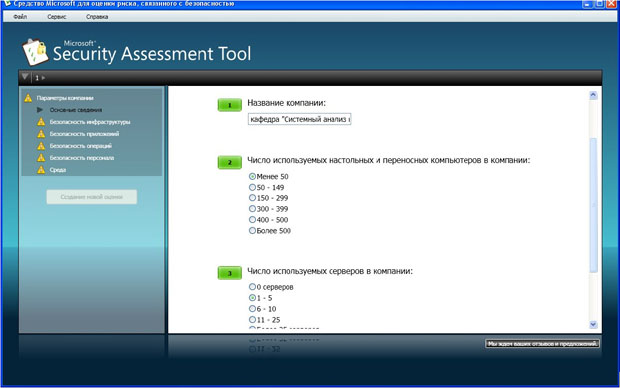 Средство Microsoft для оценки риска, связанного с безопасностью
Файл Сервис Справка
Microsoft®
Security Assessment Tool
1
Параметры компании
Основные сведения
Безопасность инфраструктуры
Безопасность приложений
Безопасность операций
Безопасность персонала
Среда
Создание новой оценки
1 Название компании:
кафедра "Системный анализ и
2 Число используемых настольных и переносных компьютеров в компании:
Менее 50
50 - 149
150 - 299
300 - 399
400 - 500
Более 500
3 Число используемых серверов в компании:
0 серверов
1 - 5
6 - 10
11 - 25
Более 25 серверов
Мы ждем ваших отзывов и предложений.